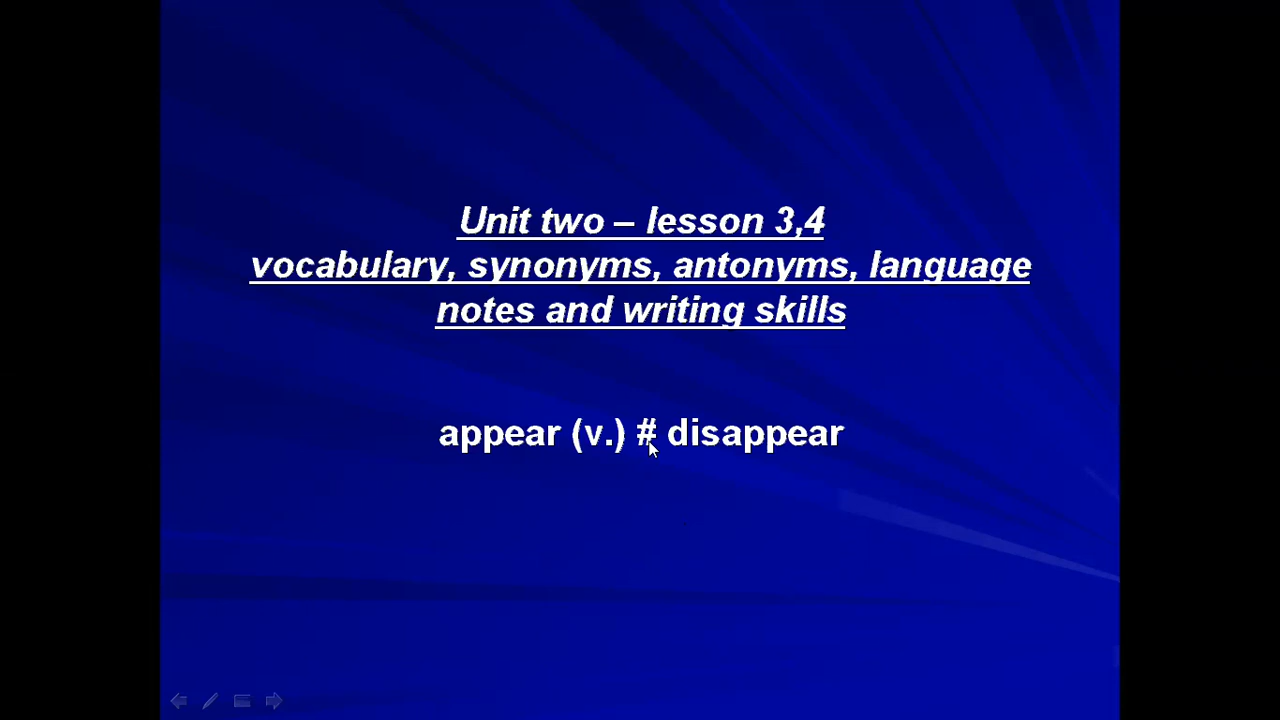 Unit two – lesson 3,4
vocabulary, synonyms, antonyms, language
notes and writing skills
appear (v.) # disappear